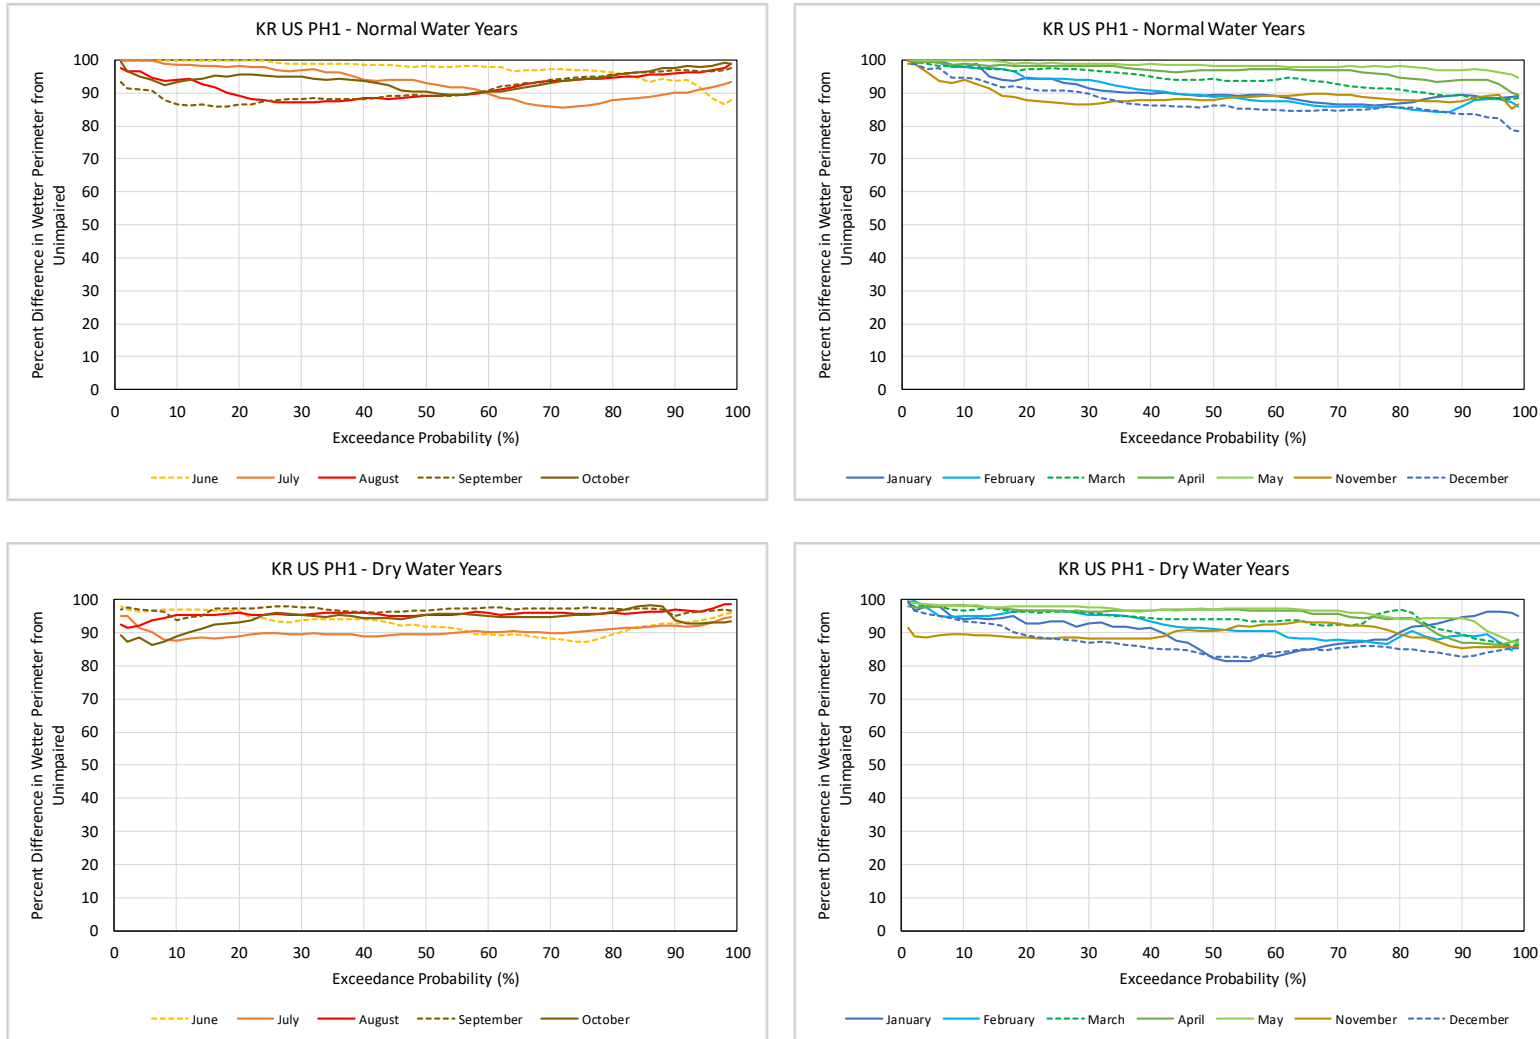 KR US PH1 - Normal Water Years
Percent Difference in Wetter Perimeter from
Unimpaired
100
90
80
70
60
50
40
30
20
10
0
0 10 20 30 40 50 60 70 80 90 100
Exceedance Probability (%)
June July August September October
KR US PH1 - Normal Water Years
Percent Difference in Wetter Perimeter from
Unimpaired
100
90
80
70
60
50
40
30
20
10
0
0 10 20 30 40 50 60 70 80 90 100
Exceedance Probability (%)
January February March April May November December
KR US PH1 - Dry Water Years
Percent Difference in Wetter Perimeter from
Unimpaired
100
90
80
70
60
50
40
30
20
10
0
0 10 20 30 40 50 60 70 80 90 100
Exceedance Probability (%)
June July August September October
KR US PH1 - Dry Water Years
Percent Difference in Wetter Perimeter from
Unimpaired
100
90
80
70
60
50
40
30
20
10
0
0 10 20 30 40 50 60 70 80 90 100
Exceedance Probability (%)
January February March April May November December